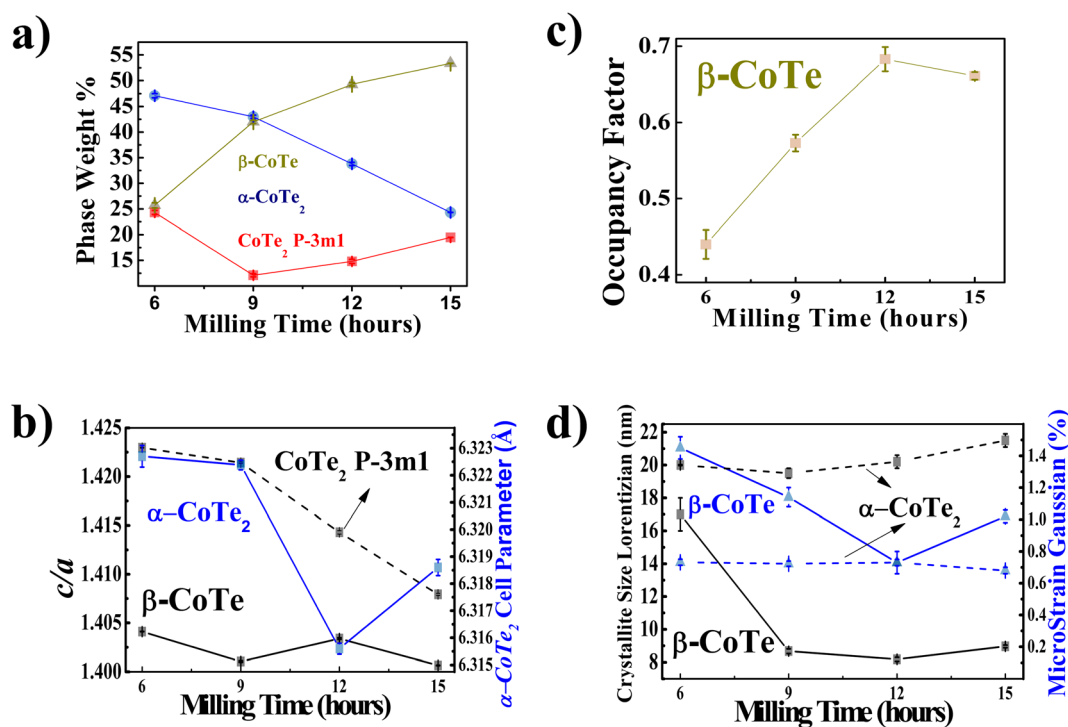 a)
55
50
45
40
35
30
25
20
15
Phase Weight %
β-CoTe
α-CoTe₂
CoTe₂ P-3m1
6
9
12
15
Milling Time (hours)
c)
0.7
0.6
0.5
0.4
Occupancy Factor
β-CoTe
6
9
12
15
Milling Time (hours)
b)
1.425
1.420
1.415
1.410
1.405
1.400
c/a
CoTe₂ P-3m1
α–CoTe₂
β-CoTe
6.323
6.322
6.320
6.319
6.318
6.317
6.316
6.315
α–CoTe₂ Cell Parameter (Å)
6
9
12
15
Milling Time (hours)
d)
22
20
18
16
14
12
10
8
Crystallite Size Lorentizian (nm)
β-CoTe
α–CoTe₂
β-CoTe
1.4
1.2
1.0
0.8
0.6
0.4
0.2
MicroStrain Gaussian (%)
6
9
12
15
Milling Time (hours)